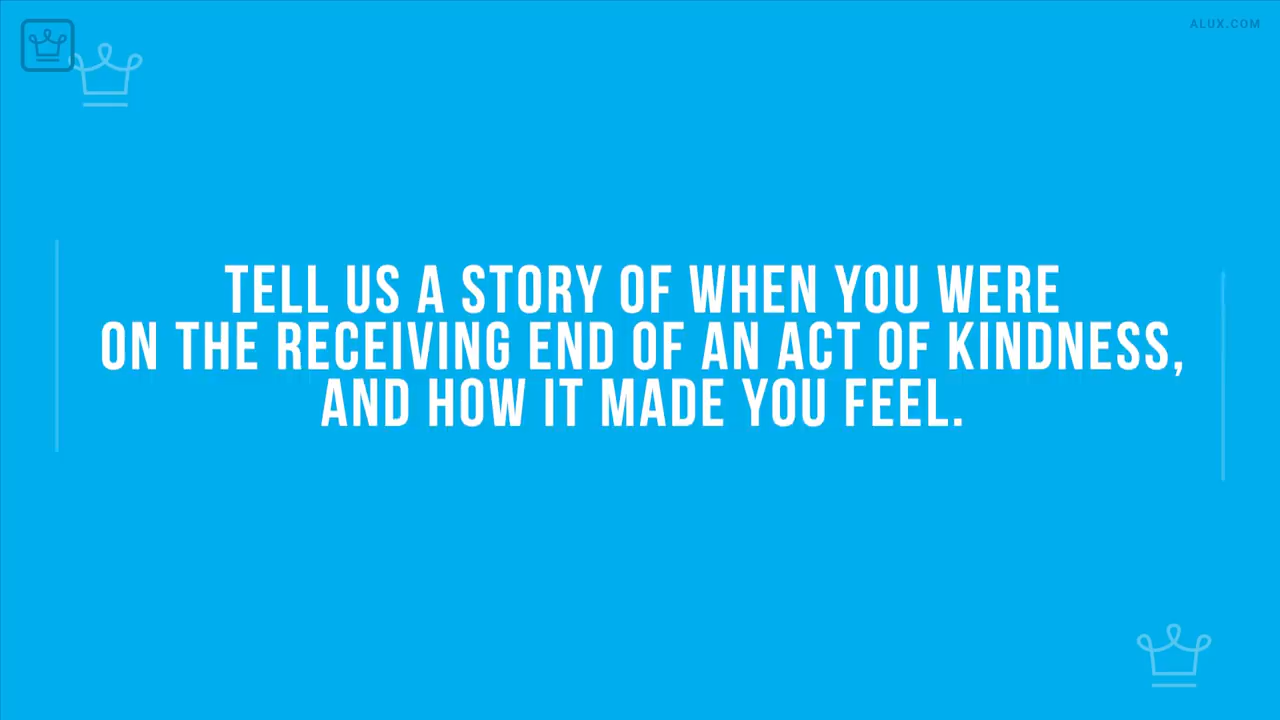 ALUX.COM
TELL US A STORY OF WHEN YOU WERE
ON THE RECEIVING END OF AN ACT OF KINDNESS,
AND HOW IT MADE YOU FEEL.